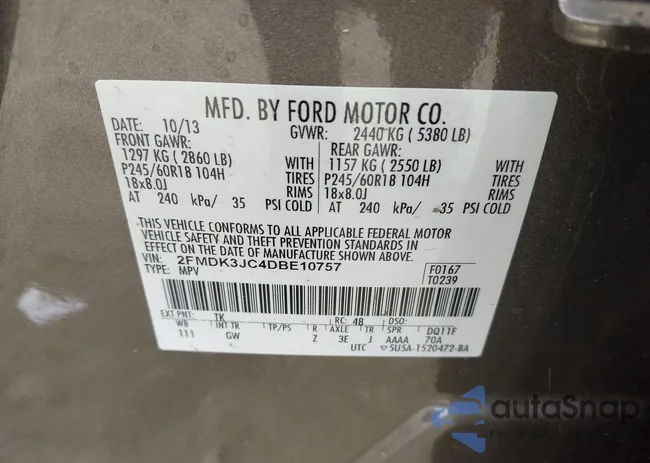 MFD. BY FORD MOTOR CO.
DATE: 10/13 GVWR: 2440 KG ( 5380 LB)
FRONT GAWR: REAR GAWR:
1297 KG ( 2860 LB) WITH 1157 KG ( 2550 LB) WITH
P245/60R18 104H TIRES P245/60R18 104H TIRES
18x8.0J RIMS 18x8.0J RIMS
AT 240 kPa/ 35 PSI COLD AT 240 kPa/ 35 PSI COLD
THIS VEHICLE CONFORMS TO ALL APPLICABLE FEDERAL MOTOR
VEHICLE SAFETY AND THEFT PREVENTION STANDARDS IN
EFFECT ON THE DATE OF MANUFACTURE SHOWN ABOVE.
VIN: 2FMDK3JC4DBE10757 F0167
TYPE: MPV T0239
EXT PNT: TK RC: 48 DQ11F
WB INT TR TP/PS R AXLE TR SPR
111 GW Z 3E J AAAA 70A
UTC 5U5A-1520472-BA
autoSnap